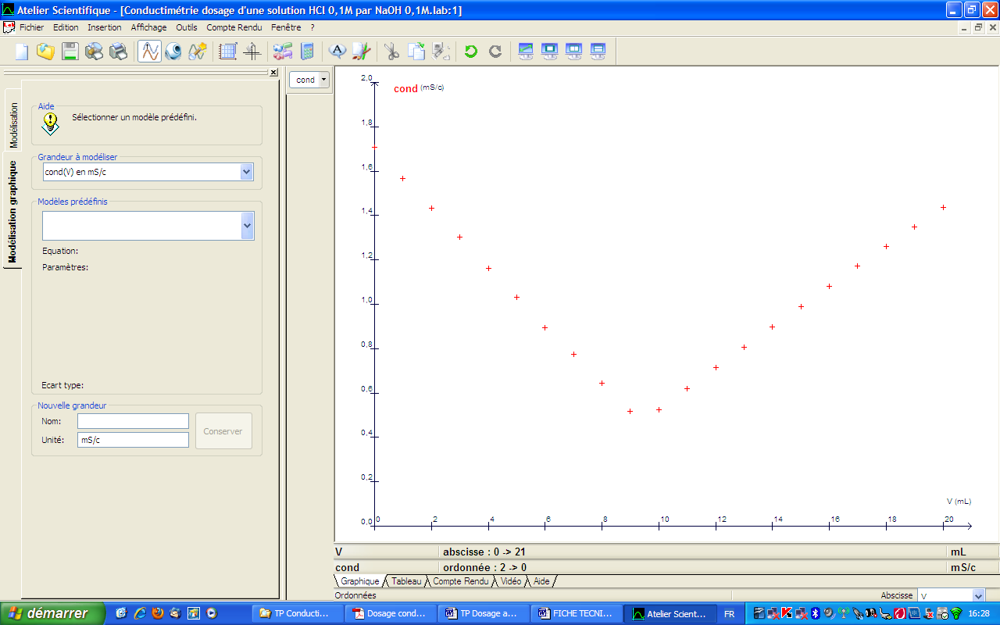 Atelier Scientifique - [Conductimétrie dosage d'une solution HCl 0,1M par NaOH 0,1M.lab:1]
Fichier Edition Insertion Affichage Outils Compte Rendu Fenêtre ?
cond
Modélisation
Modélisation graphique
Aide
Sélectionner un modèle prédéfini.
Grandeur à modéliser
cond(V) en mS/c
Modèles prédéfinis
Equation:
Paramètres:
Ecart type:
Nouvelle grandeur
Nom:
Unité: mS/c
Conserver
cond (mS/c)
2,0
1,8
1,6
1,4
1,2
1,0
0,8
0,6
0,4
0,2
0,0
0 2 4 6 8 10 12 14 16 18 20
V (mL)
V abscisse : 0 -> 21 mL
cond ordonnée : 2 -> 0 mS/c
Graphique Tableau Compte Rendu Vidéo Aide
Ordonnées Abscisse V
démarrer TP Conducti... Dosage cond... TP Dosage a... FICHE TECNI... Atelier Scient... FR 16:28